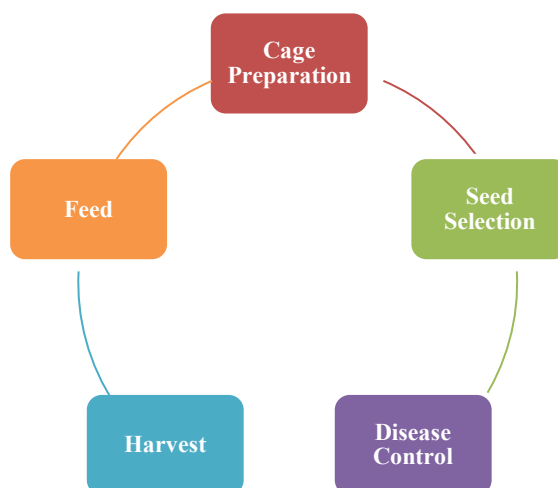 Cage
Preparation
Seed
Selection
Disease
Control
Harvest
Feed